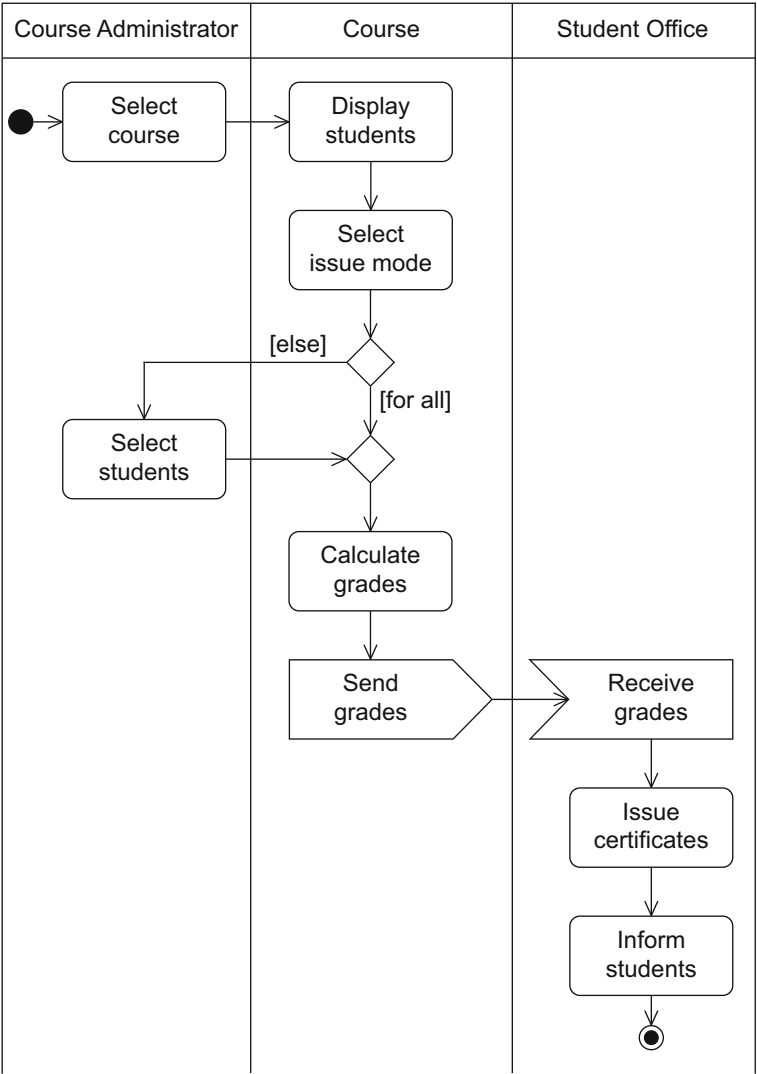 Course Administrator
Course
Student Office
Select
course
Display
students
Select
issue mode
[else]
[for all]
Select
students
Calculate
grades
Send
grades
Receive
grades
Issue
certificates
Inform
students